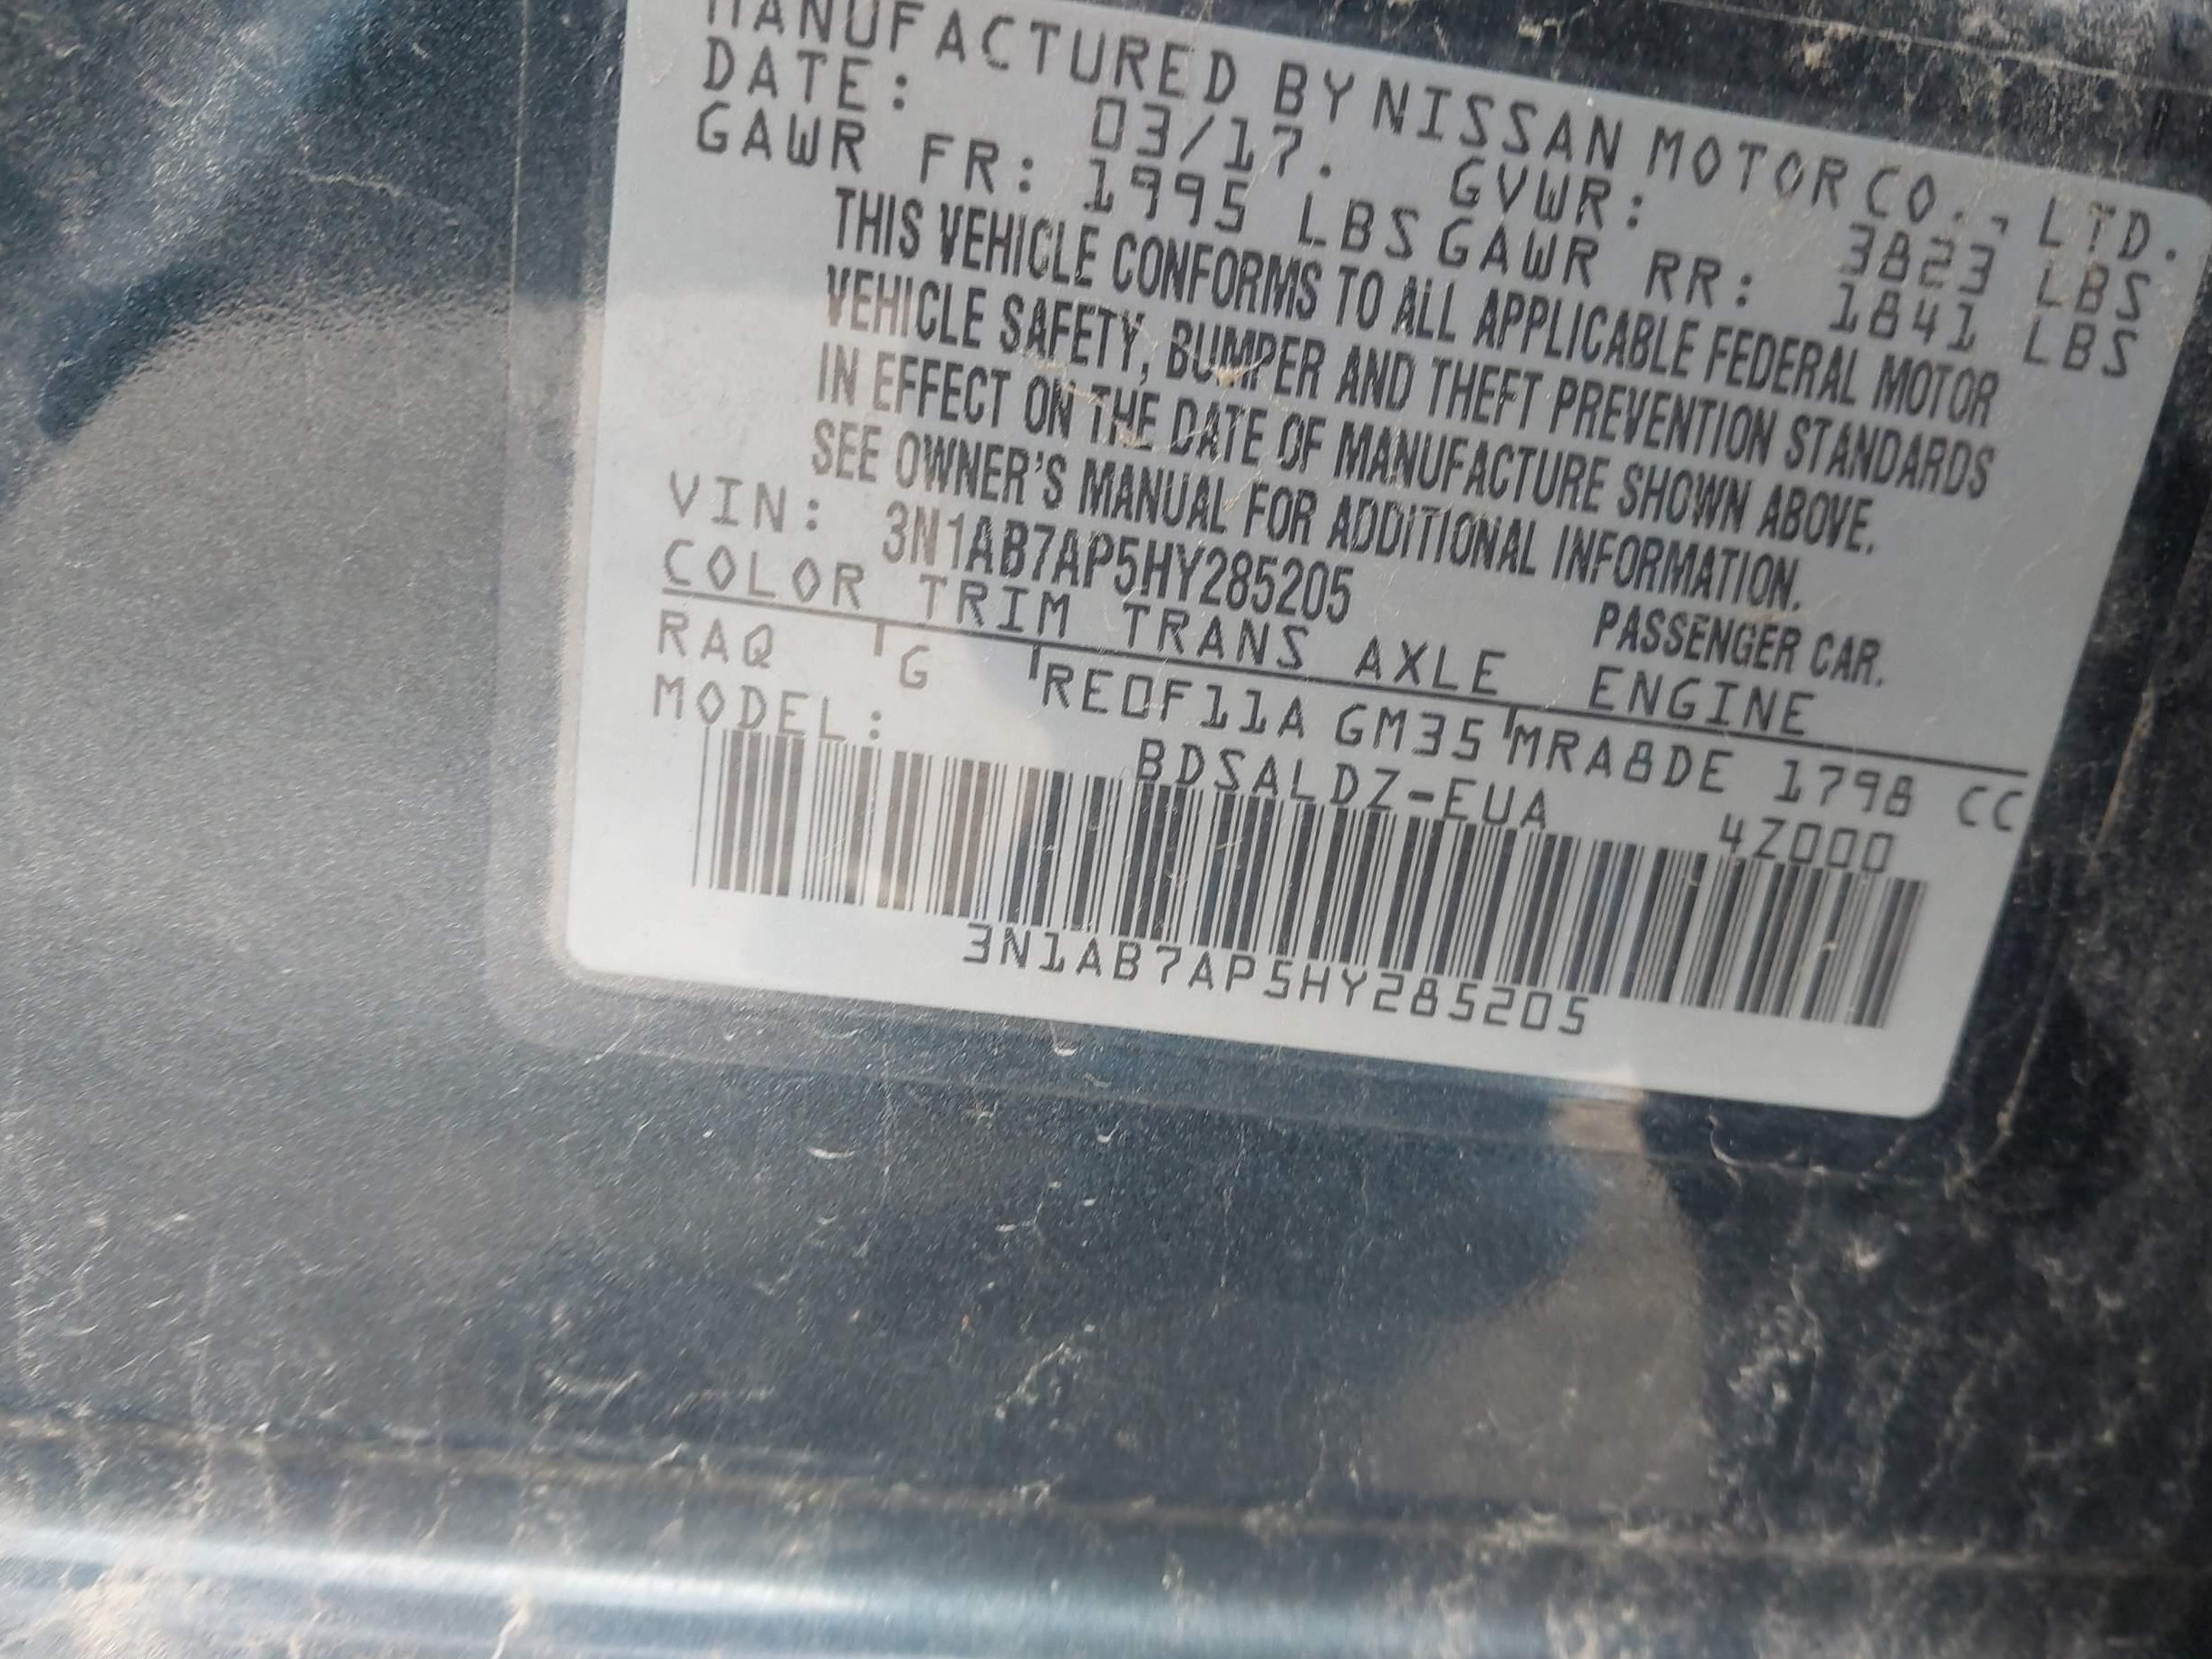 MANUFACTURED BY NISSAN MOTOR CO., LTD.
DATE: 03/17. GVWR: 3823 LBS
GAWR FR: 1995 LBS GAWR RR: 1841 LBS
THIS VEHICLE CONFORMS TO ALL APPLICABLE FEDERAL MOTOR
VEHICLE SAFETY, BUMPER AND THEFT PREVENTION STANDARDS
IN EFFECT ON THE DATE OF MANUFACTURE SHOWN ABOVE.
SEE OWNER'S MANUAL FOR ADDITIONAL INFORMATION.
VIN: 3N1AB7AP5HY285205 PASSENGER CAR.
COLOR TRIM TRANS AXLE ENGINE
RAQ G RE0F11A GM35 MRA8DE 1798 CC
MODEL: BDSALDZ-EUA 4Z000
3N1AB7AP5HY285205